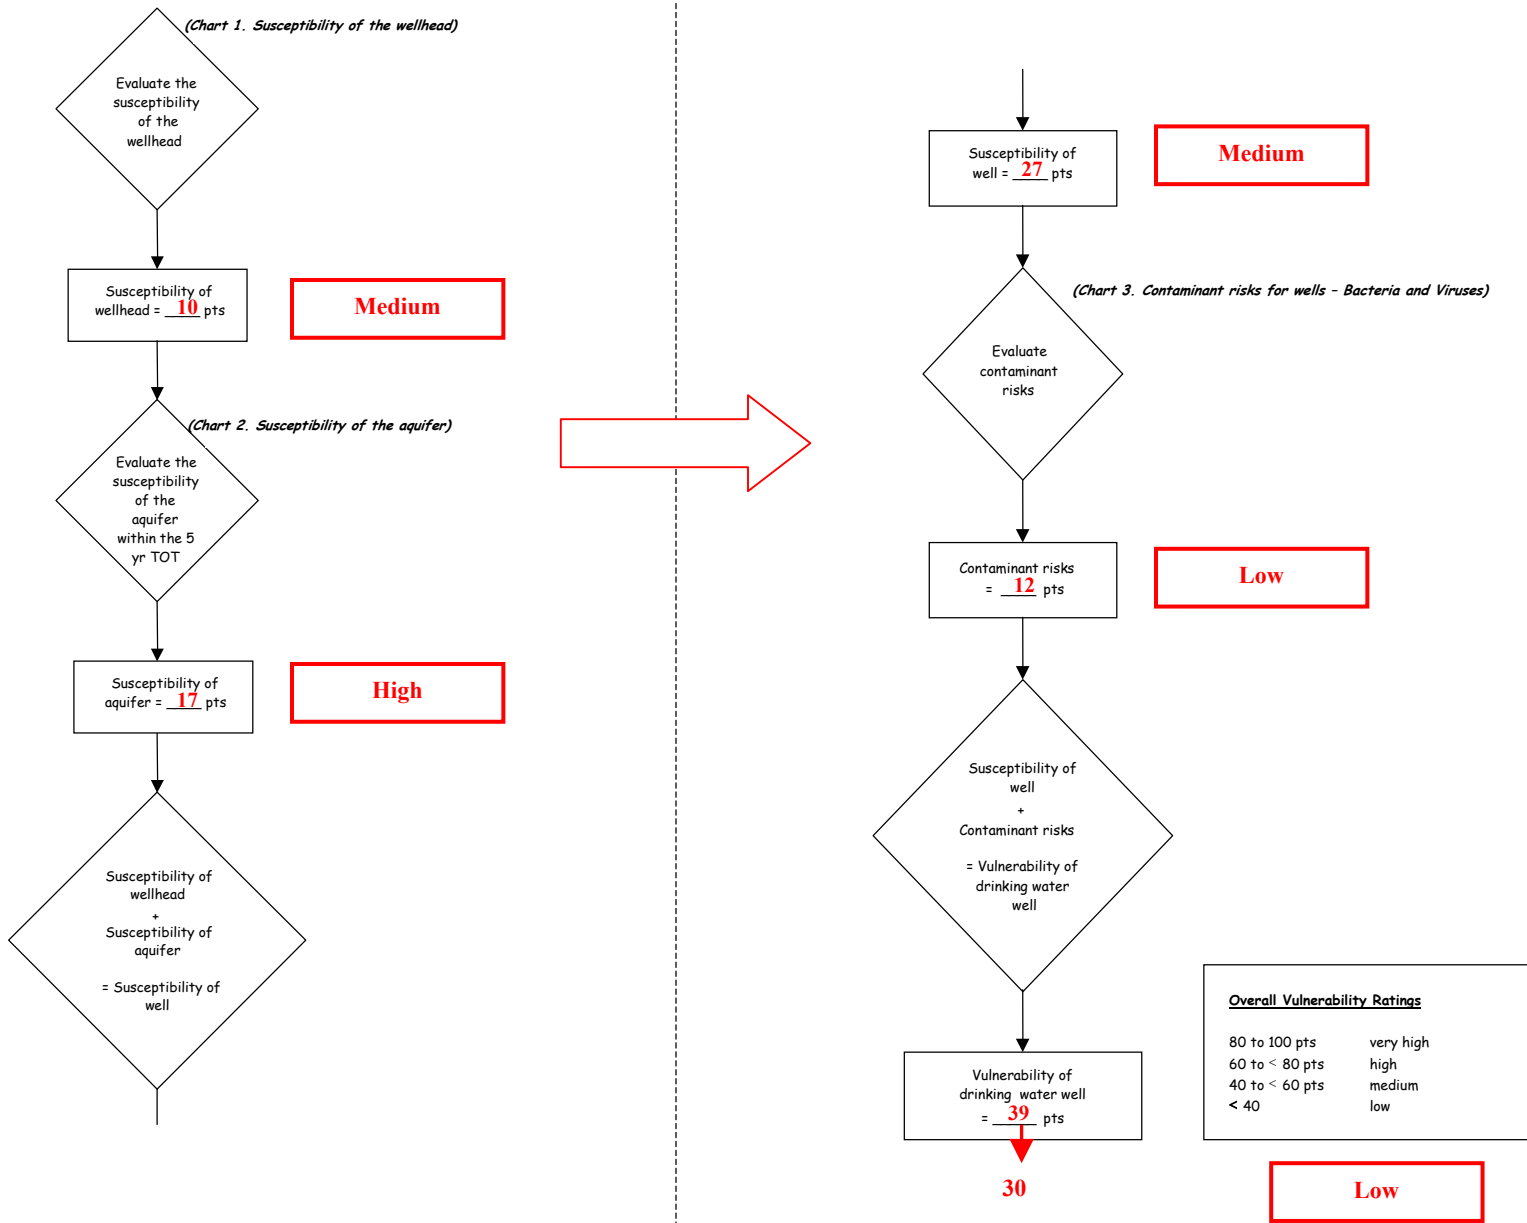 (Chart 1. Susceptibility of the wellhead)
Evaluate the
susceptibility
of the
wellhead
Susceptibility of
wellhead = 10 pts
Medium
(Chart 2. Susceptibility of the aquifer)
Evaluate the
susceptibility
of the
aquifer
within the 5
yr TOT
Susceptibility of
aquifer = 17 pts
High
Susceptibility of
wellhead
+
Susceptibility of
aquifer
= Susceptibility of
well
Susceptibility of
well = 27 pts
Medium
(Chart 3. Contaminant risks for wells – Bacteria and Viruses)
Evaluate
contaminant
risks
Contaminant risks
= 12 pts
Low
Susceptibility of
well
+
Contaminant risks
= Vulnerability of
drinking water
well
Vulnerability of
drinking water well
= 39 pts
30
Overall Vulnerability Ratings
80 to 100 pts very high
60 to < 80 pts high
40 to < 60 pts medium
< 40 low
Low